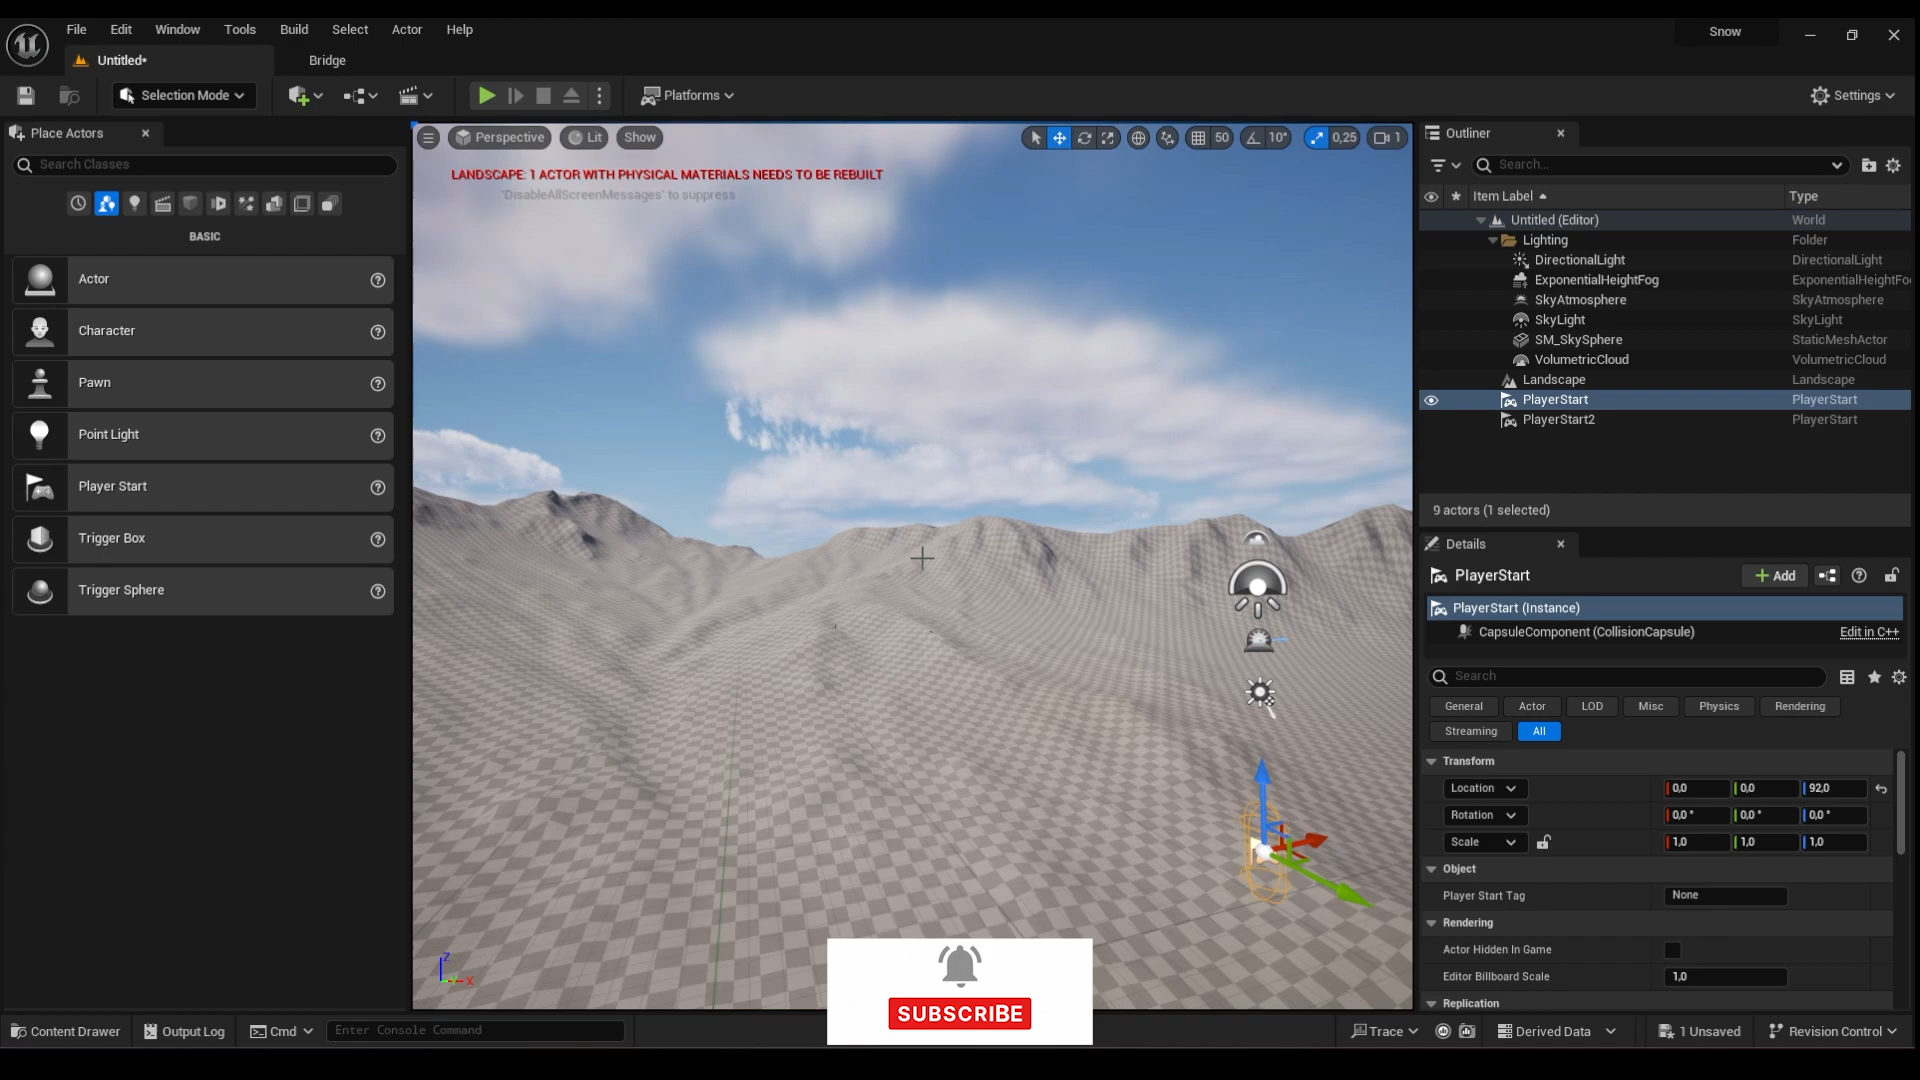 File Edit Window Tools Build Select Actor Help
Snow
Untitled* Bridge
Selection Mode
Platforms
Settings
Place Actors
Search Classes
BASIC
Actor
Character
Pawn
Point Light
Player Start
Trigger Box
Trigger Sphere
Perspective Lit Show
50 10° 0,25 1
LANDSCAPE: 1 ACTOR WITH PHYSICAL MATERIALS NEEDS TO BE REBUILT
'DisableAllScreenMessages' to suppress
Z
X
SUBSCRIBE
Outliner
Search...
Item Label Type
Untitled (Editor) World
Lighting Folder
DirectionalLight DirectionalLight
ExponentialHeightFog ExponentialHeightFo
SkyAtmosphere SkyAtmosphere
SkyLight SkyLight
SM_SkySphere StaticMeshActor
VolumetricCloud VolumetricCloud
Landscape Landscape
PlayerStart PlayerStart
PlayerStart2 PlayerStart
9 actors (1 selected)
Details
PlayerStart
Add
PlayerStart (Instance)
CapsuleComponent (CollisionCapsule) Edit in C++
Search
General Actor LOD Misc Physics Rendering
Streaming All
Transform
Location 0,0 0,0 92,0
Rotation 0,0 ° 0,0 ° 0,0 °
Scale 1,0 1,0 1,0
Object
Player Start Tag None
Rendering
Actor Hidden In Game
Editor Billboard Scale 1,0
Replication
Content Drawer Output Log Cmd Enter Console Command
Trace Derived Data 1 Unsaved Revision Control